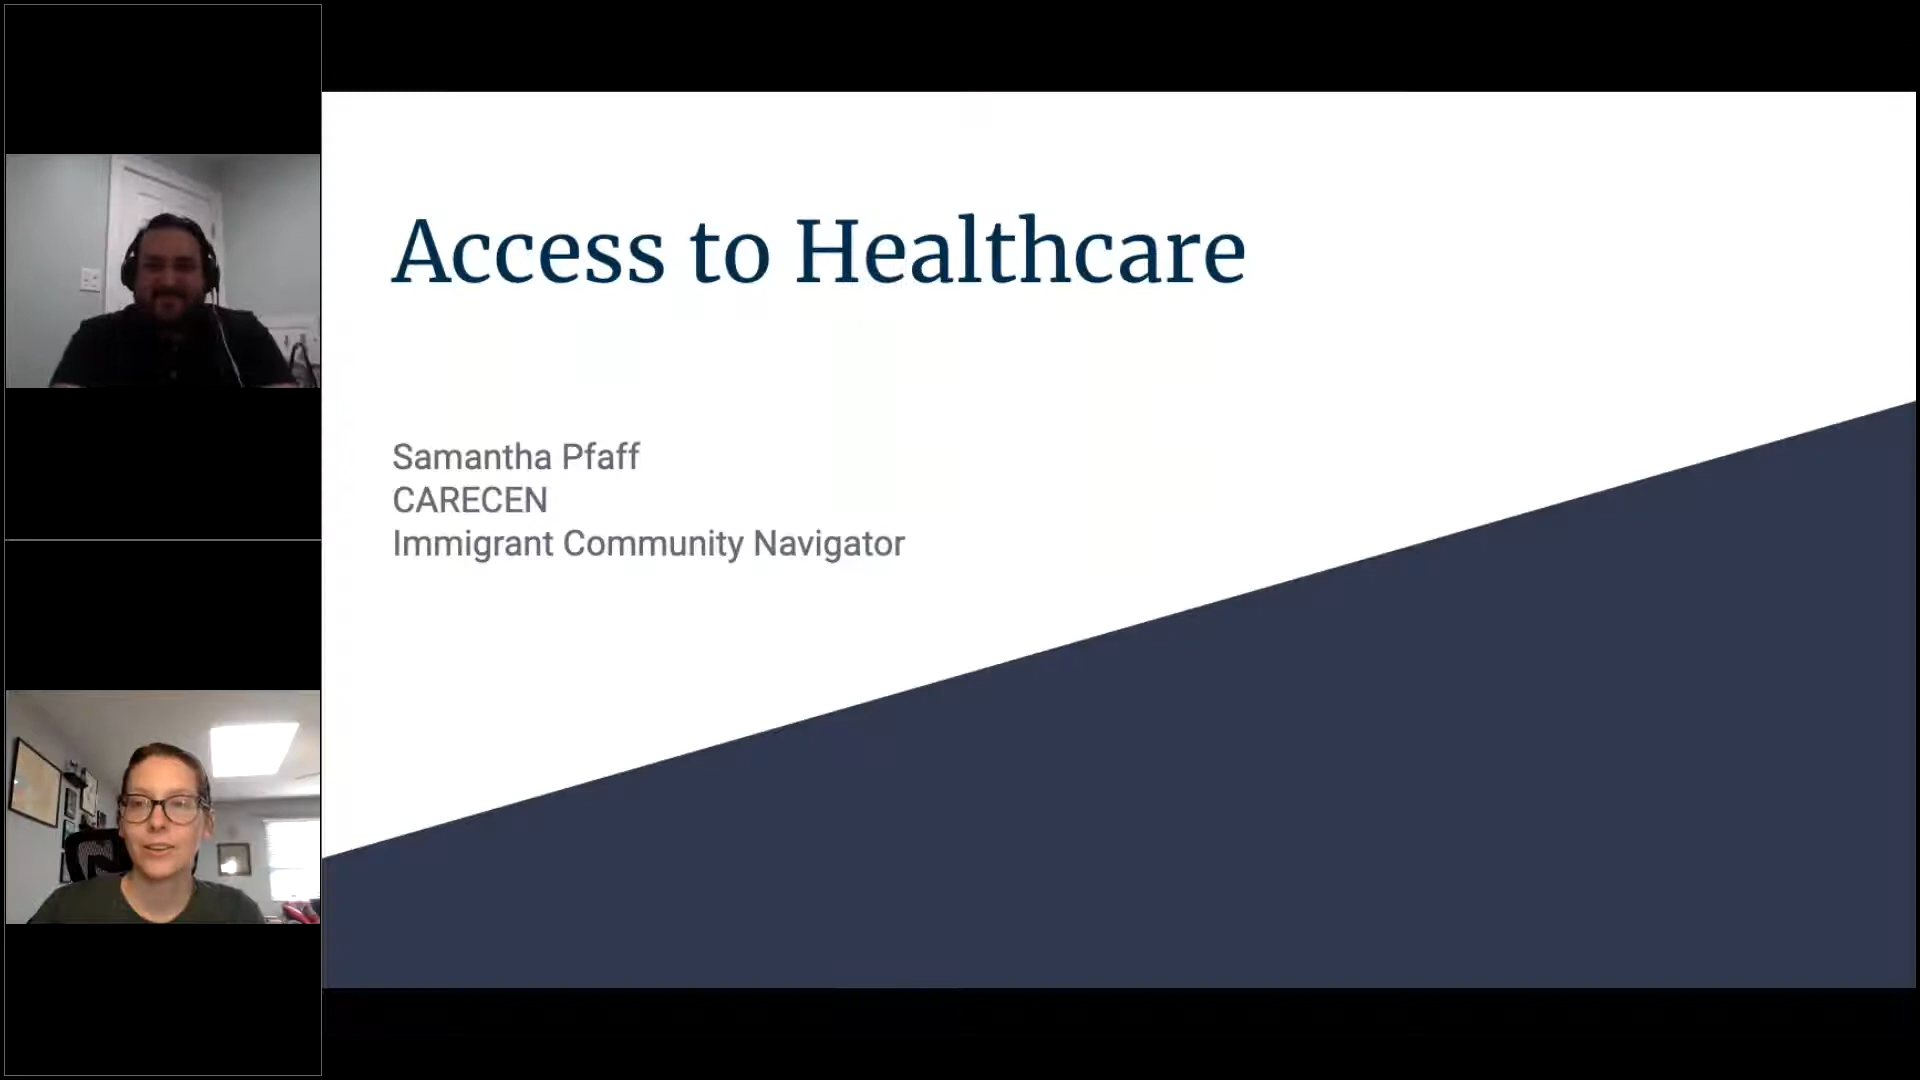 Access to Healthcare
Samantha Pfaff
CARECEN
Immigrant Community Navigator